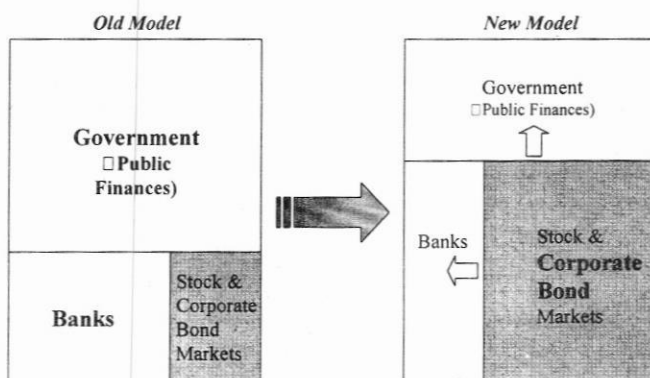 Old Model
Government
□Public
Finances)
Banks
Stock &
Corporate
Bond
Markets
New Model
Government
□Public Finances)
Banks
Stock &
Corporate
Bond
Markets